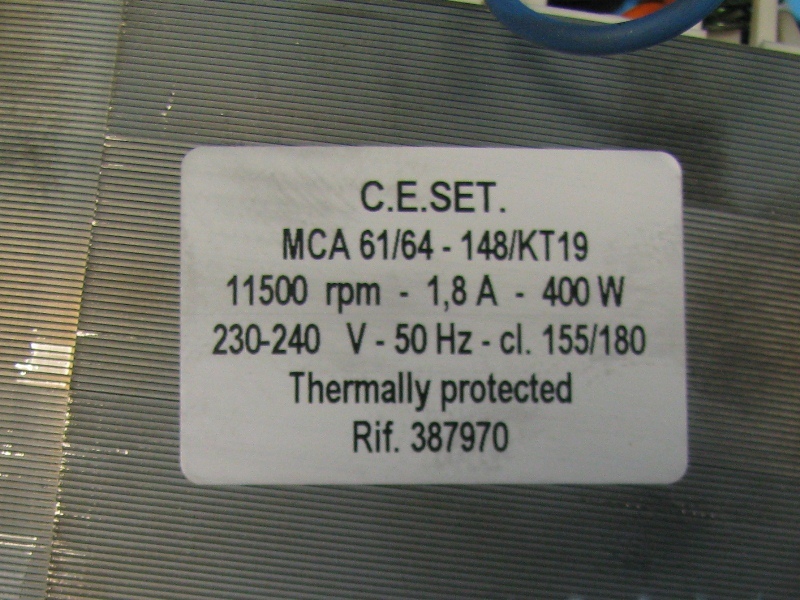 C.E.SET.
MCA 61/64 - 148/KT19
11500 rpm - 1,8 A - 400 W
230-240 V - 50 Hz - cl. 155/180
Thermally protected
Rif. 387970